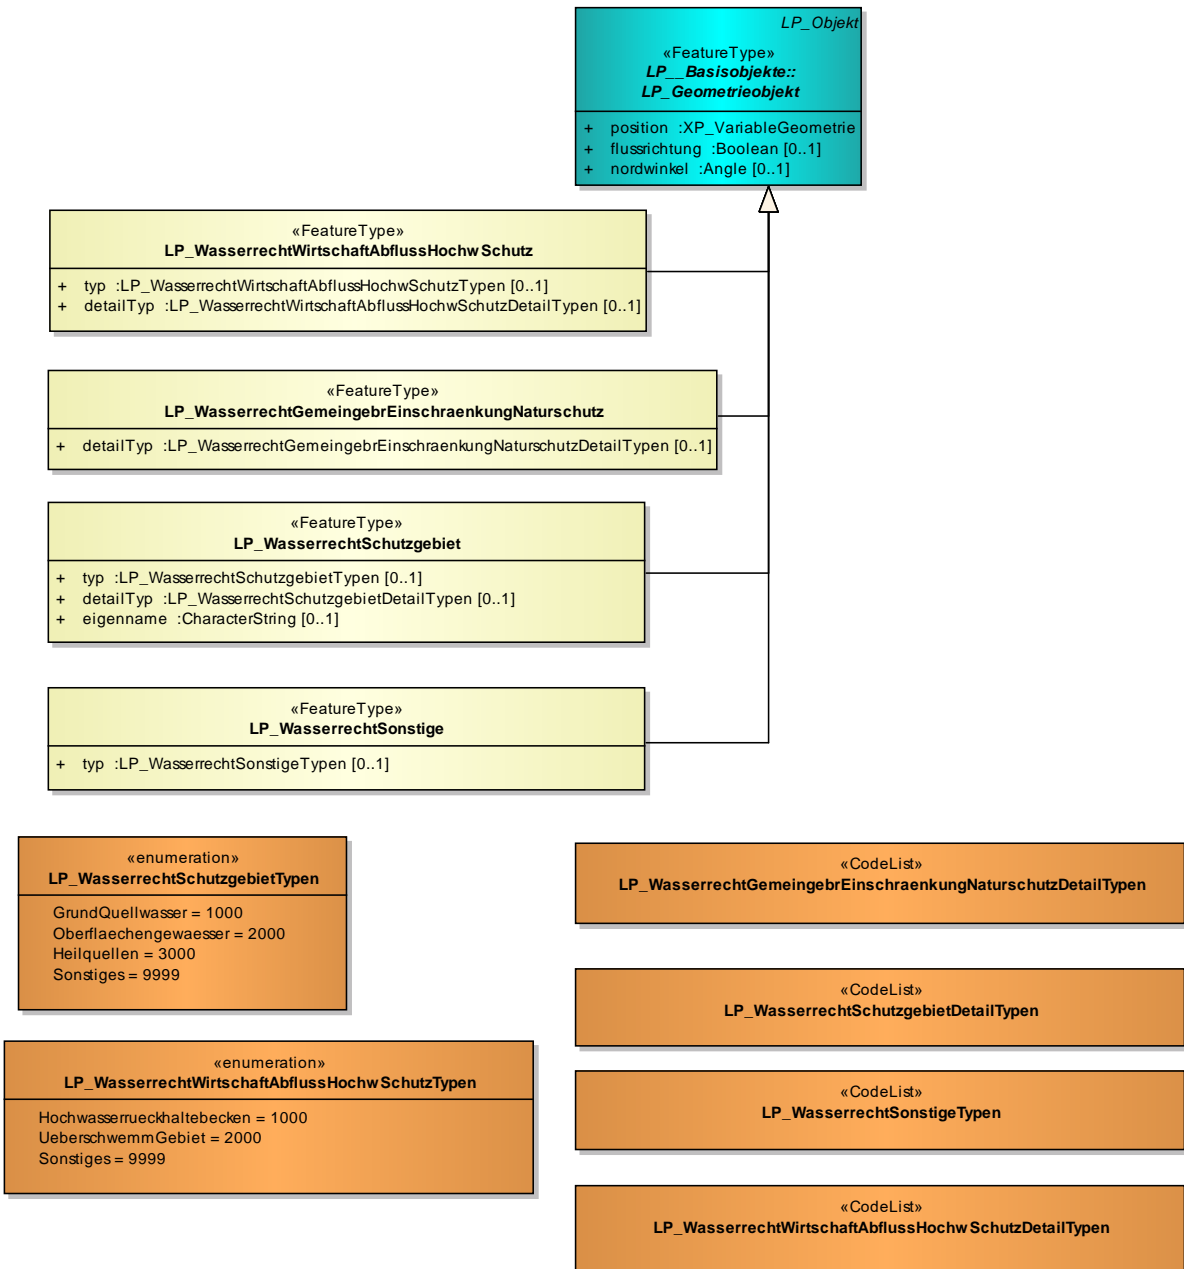 LP_Objekt
«FeatureType»
LP__Basisobjekte::
LP_Geometrieobjekt
+ position :XP_VariableGeometrie
+ flussrichtung :Boolean [0..1]
+ nordwinkel :Angle [0..1]
«FeatureType»
LP_WasserrechtWirtschaftAbflussHochwSchutz
+ typ :LP_WasserrechtWirtschaftAbflussHochwSchutzTypen [0..1]
+ detailTyp :LP_WasserrechtWirtschaftAbflussHochwSchutzDetailTypen [0..1]
«FeatureType»
LP_WasserrechtGemeingebrEinschraenkungNaturschutz
+ detailTyp :LP_WasserrechtGemeingebrEinschraenkungNaturschutzDetailTypen [0..1]
«FeatureType»
LP_WasserrechtSchutzgebiet
+ typ :LP_WasserrechtSchutzgebietTypen [0..1]
+ detailTyp :LP_WasserrechtSchutzgebietDetailTypen [0..1]
+ eigenname :CharacterString [0..1]
«FeatureType»
LP_WasserrechtSonstige
+ typ :LP_WasserrechtSonstigeTypen [0..1]
«enumeration»
LP_WasserrechtSchutzgebietTypen
GrundQuellwasser = 1000
Oberflaechengewaesser = 2000
Heilquellen = 3000
Sonstiges = 9999
«enumeration»
LP_WasserrechtWirtschaftAbflussHochwSchutzTypen
Hochwasserrueckhaltebecken = 1000
UeberschwemmGebiet = 2000
Sonstiges = 9999
«CodeList»
LP_WasserrechtGemeingebrEinschraenkungNaturschutzDetailTypen
«CodeList»
LP_WasserrechtSchutzgebietDetailTypen
«CodeList»
LP_WasserrechtSonstigeTypen
«CodeList»
LP_WasserrechtWirtschaftAbflussHochwSchutzDetailTypen